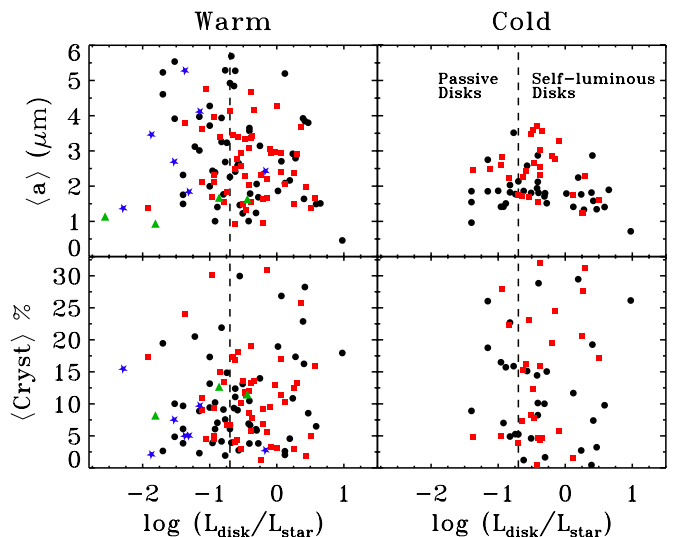 Warm
Cold
6
5
4
3
2
1
0
⟨a⟩ (μm)
Passive
Disks
Self-luminous
Disks
30
25
20
15
10
5
0
⟨Cryst⟩ %
-2 -1 0 1
-2 -1 0 1
log (L_disk/L_star)
log (L_disk/L_star)